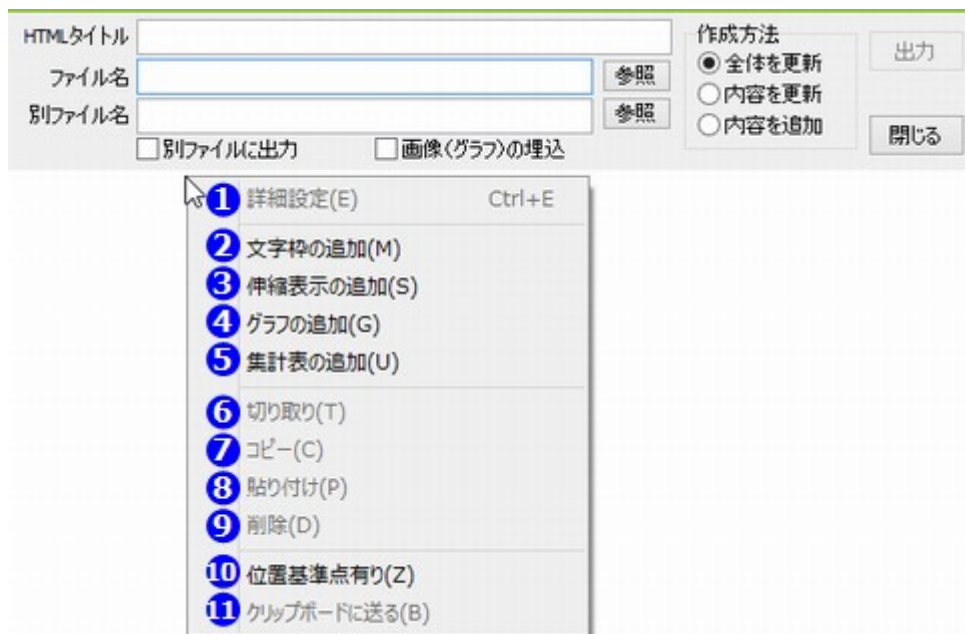 HTMLタイトル
ファイル名
参照
別ファイル名
参照
別ファイルに出力
画像(グラフ)の埋込
作成方法
全体を更新
内容を更新
内容を追加
出力
閉じる
1 詳細設定(E) Ctrl+E
2 文字枠の追加(M)
3 伸縮表示の追加(S)
4 グラフの追加(G)
5 集計表の追加(U)
6 切り取り(T)
7 コピー(C)
8 貼り付け(P)
9 削除(D)
10 位置基準点有り(Z)
11 クリップボードに送る(B)